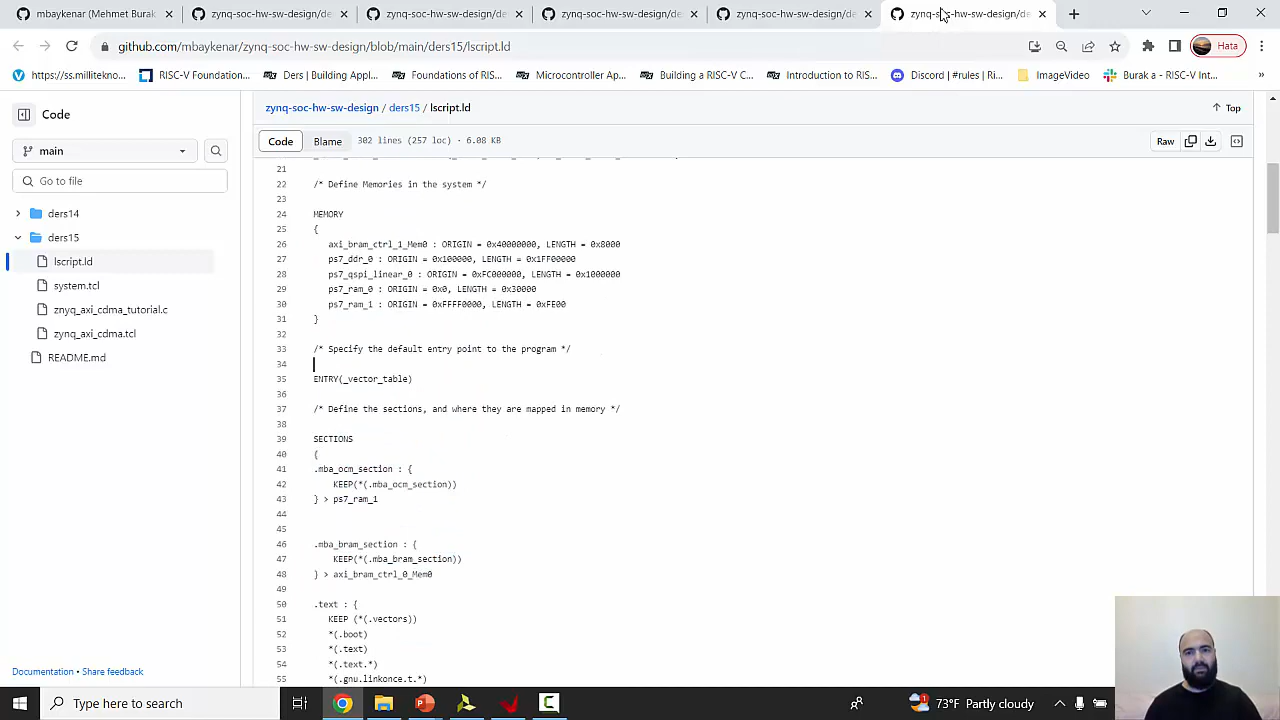 mbaykenar (Mehmet Burak
zynq-soc-hw-sw-design/de
zynq-soc-hw-sw-design/de
zynq-soc-hw-sw-design/de
zynq-soc-hw-sw-design/de
zynq-soc-hw-sw-design/de
github.com/mbaykenar/zynq-soc-hw-sw-design/blob/main/ders15/lscript.ld
Hata
https://ss.millitekno...
RISC-V Foundation...
Ders | Building Appl...
Foundations of RIS...
Microcontroller Ap...
Building a RISC-V C...
Introduction to RIS...
Discord | #rules | Ri...
ImageVideo
Burak a - RISC-V Int...
Code
zynq-soc-hw-sw-design / ders15 / lscript.ld
Top
Code
Blame
302 lines (257 loc) · 6.08 KB
Raw
main
Go to file
ders14
ders15
lscript.ld
system.tcl
znyq_axi_cdma_tutorial.c
zynq_axi_cdma.tcl
README.md
Documentation • Share feedback
21
22 /* Define Memories in the system */
23
24 MEMORY
25 {
26 axi_bram_ctrl_1_Mem0 : ORIGIN = 0x40000000, LENGTH = 0x8000
27 ps7_ddr_0 : ORIGIN = 0x100000, LENGTH = 0x1FF00000
28 ps7_qspi_linear_0 : ORIGIN = 0xFC000000, LENGTH = 0x1000000
29 ps7_ram_0 : ORIGIN = 0x0, LENGTH = 0x30000
30 ps7_ram_1 : ORIGIN = 0xFFFF0000, LENGTH = 0xFE00
31 }
32
33 /* Specify the default entry point to the program */
34
35 ENTRY(_vector_table)
36
37 /* Define the sections, and where they are mapped in memory */
38
39 SECTIONS
40 {
41 .mba_ocm_section : {
42 KEEP(*(.mba_ocm_section))
43 } > ps7_ram_1
44
45
46 .mba_bram_section : {
47 KEEP(*(.mba_bram_section))
48 } > axi_bram_ctrl_0_Mem0
49
50 .text : {
51 KEEP (*(.vectors))
52 *(.boot)
53 *(.text)
54 *(.text.*)
55 *(.gnu.linkonce.t.*)
Type here to search
73°F Partly cloudy